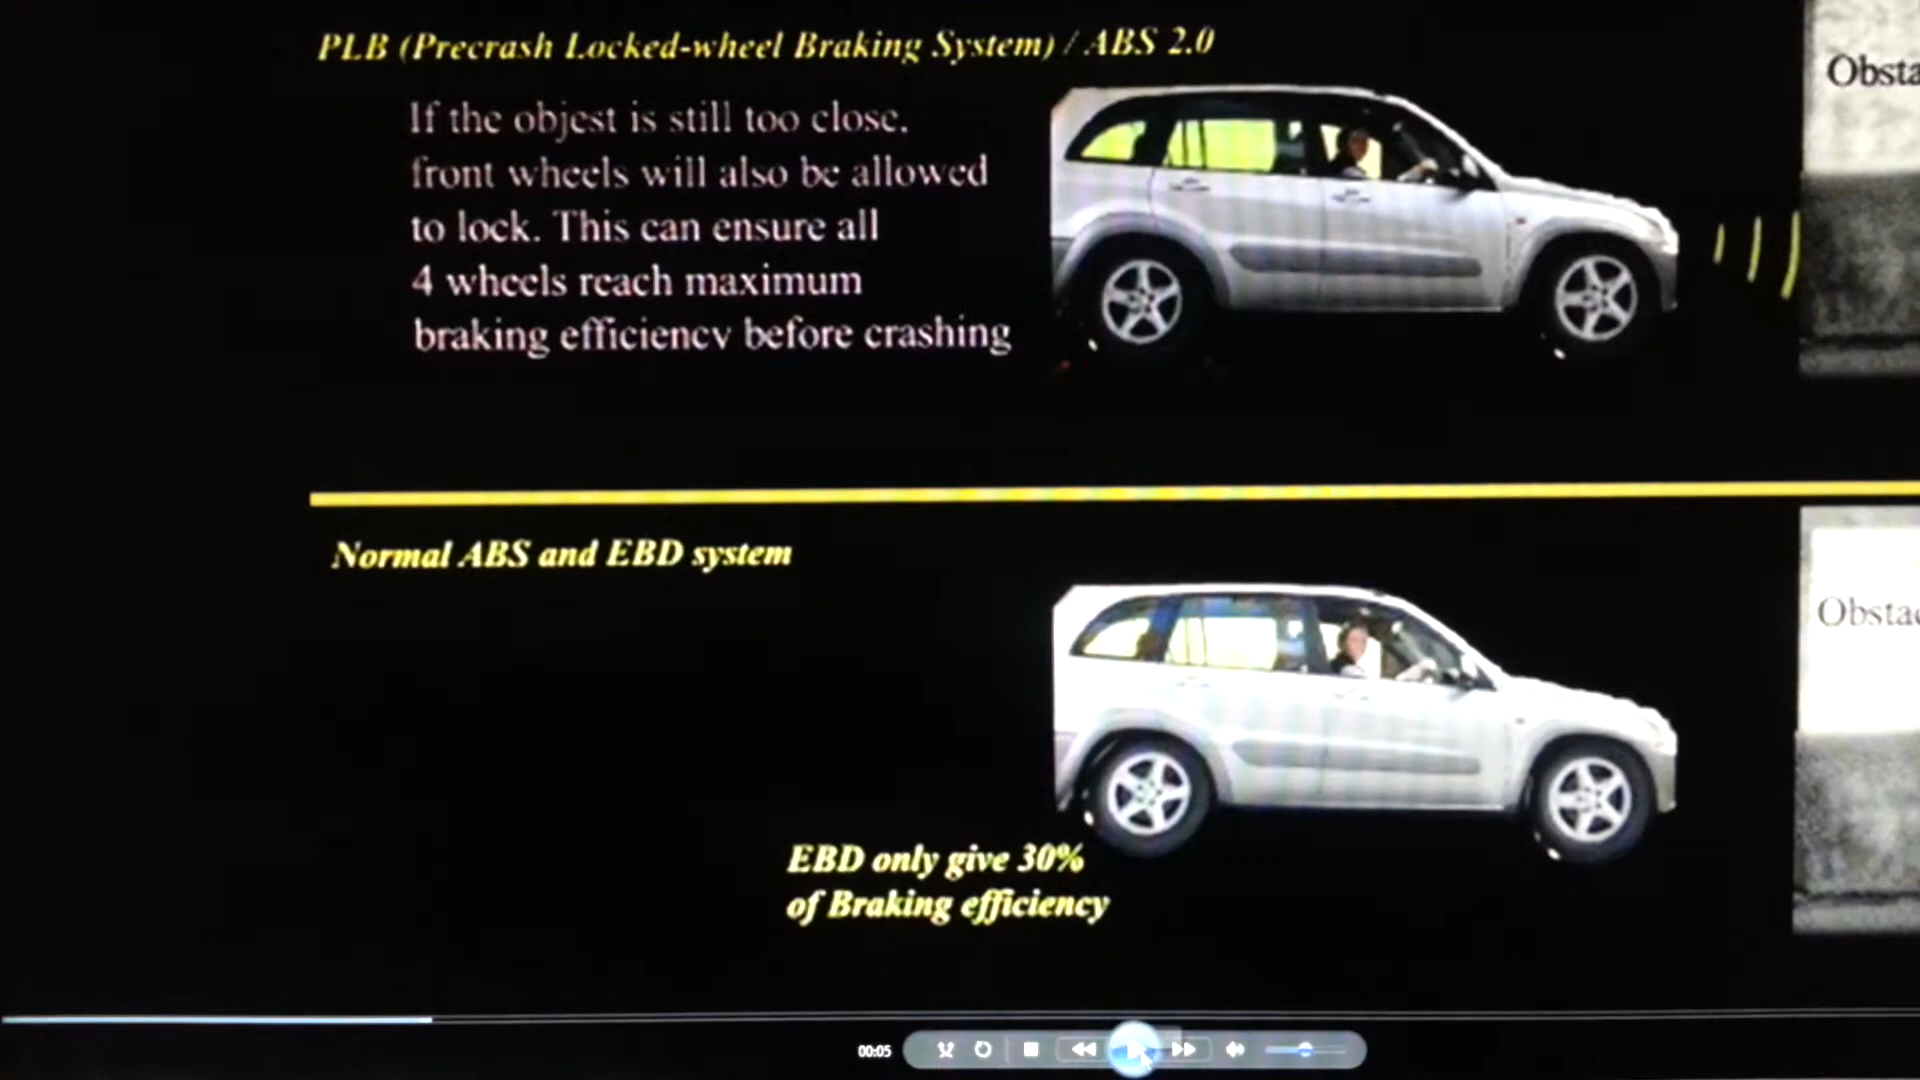 PLB (Precrash Locked-wheel Braking System) / ABS 2.0
If the objest is still too close,
front wheels will also be allowed
to lock. This can ensure all
4 wheels reach maximum
braking efficiency before crashing
Obsta
Normal ABS and EBD system
Obstac
EBD only give 30%
of Braking efficiency
00:05